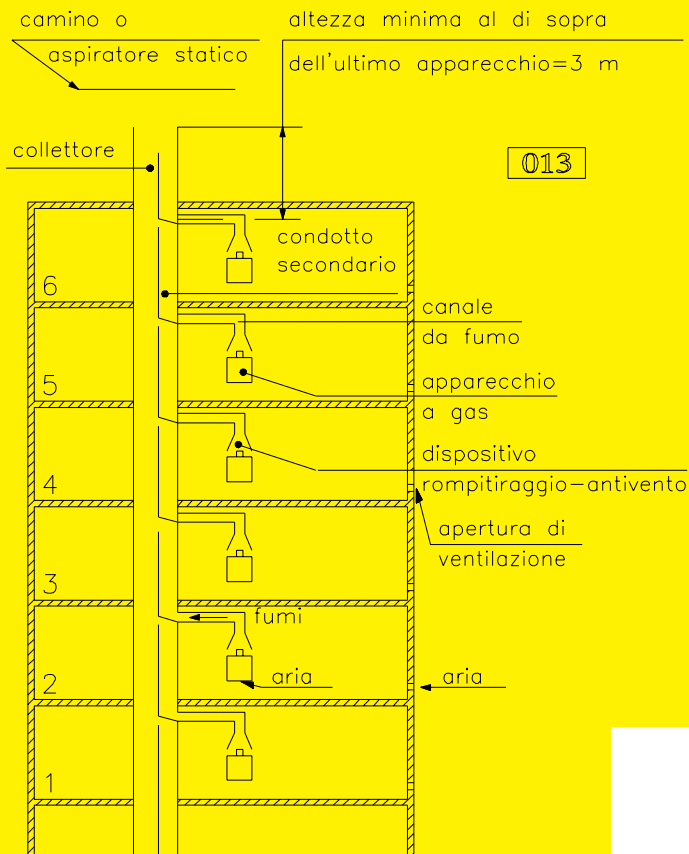 camino o
aspiratore statico
altezza minima al di sopra
dell'ultimo apparecchio=3 m
collettore
013
condotto
secondario
6
canale
da fumo
5
apparecchio
a gas
dispositivo
rompitiraggio-antivento
4
apertura di
ventilazione
3
fumi
2
aria
aria
1